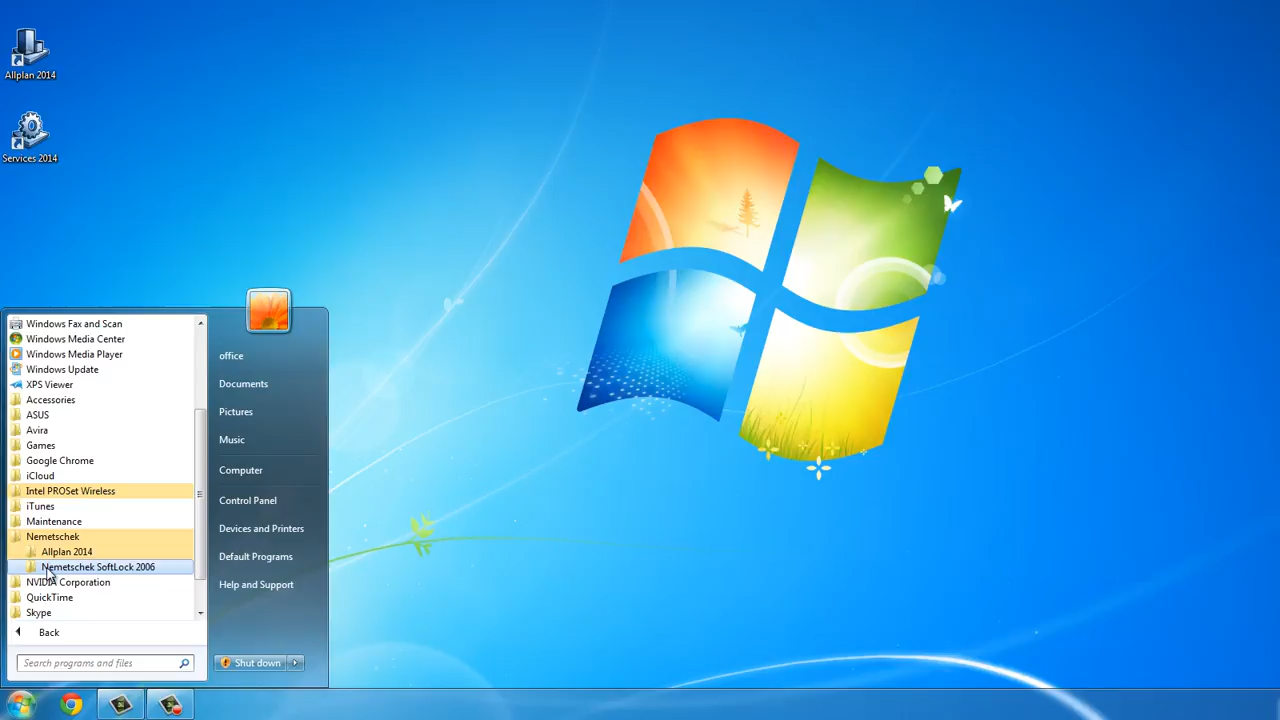 Allplan 2014
Services 2014
Windows Fax and Scan
Windows Media Center
Windows Media Player
Windows Update
XPS Viewer
Accessories
ASUS
Avira
Games
Google Chrome
iCloud
Intel PROSet Wireless
iTunes
Maintenance
Nemetschek
Allplan 2014
Nemetschek SoftLock 2006
NVIDIA Corporation
QuickTime
Skype
Back
Search programs and files
office
Documents
Pictures
Music
Computer
Control Panel
Devices and Printers
Default Programs
Help and Support
Shut down